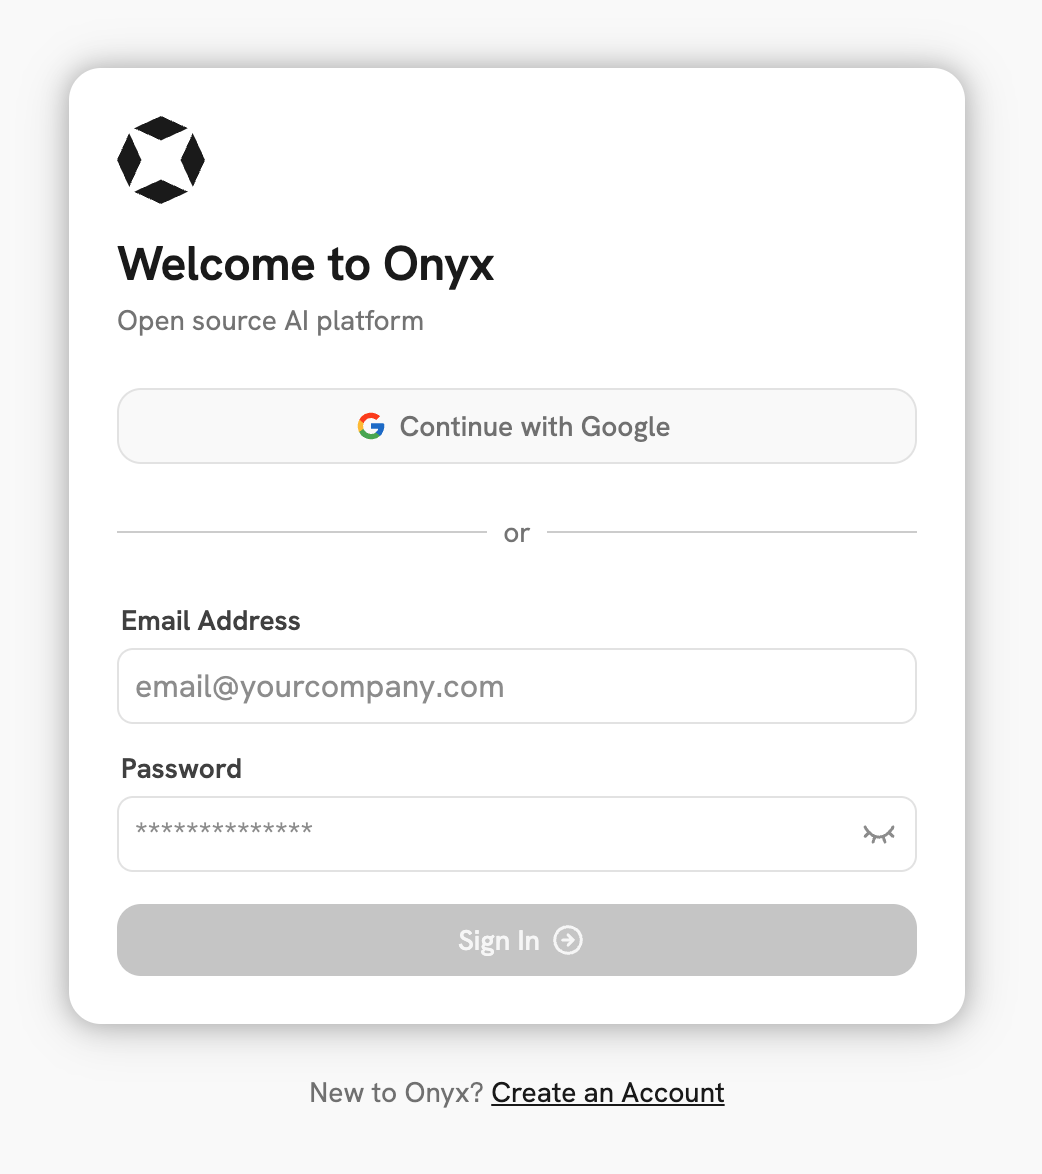 Welcome to Onyx
Open source AI platform
Continue with Google
or
Email Address
email@yourcompany.com
Password
**************
Sign In
New to Onyx? Create an Account